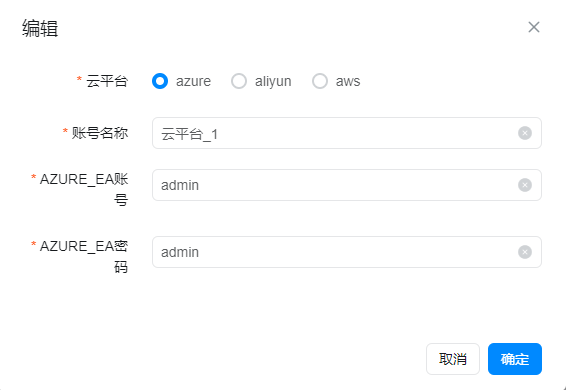 编辑
* 云平台 azure aliyun aws
* 账号名称 云平台_1
* AZURE_EA账号 admin
* AZURE_EA密码 admin
取消 确定